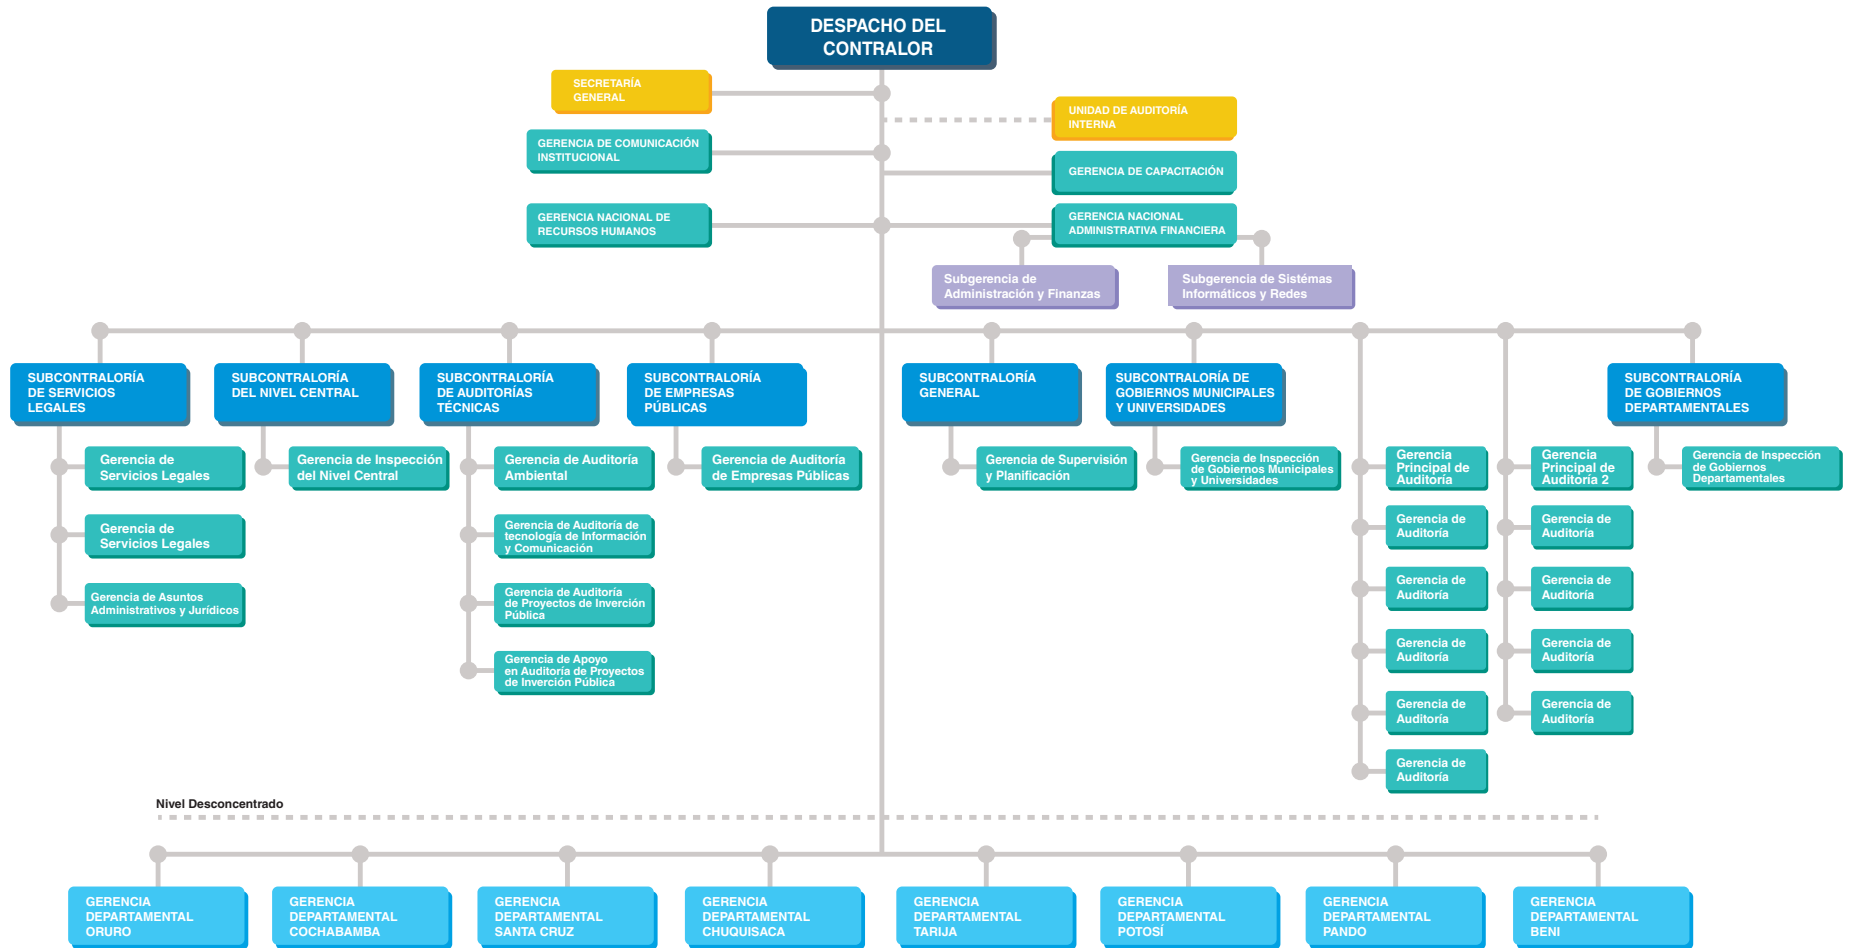 DESPACHO DEL
CONTRALOR
SECRETARÍA
GENERAL
UNIDAD DE AUDITORÍA
INTERNA
GERENCIA DE COMUNICACIÓN
INSTITUCIONAL
GERENCIA DE CAPACITACIÓN
GERENCIA NACIONAL DE
RECURSOS HUMANOS
GERENCIA NACIONAL
ADMINISTRATIVA FINANCIERA
Subgerencia de
Administración y Finanzas
Subgerencia de Sistémas
Informáticos y Redes
SUBCONTRALORÍA
DE SERVICIOS
LEGALES
SUBCONTRALORÍA
DEL NIVEL CENTRAL
SUBCONTRALORÍA
DE AUDITORÍAS
TÉCNICAS
SUBCONTRALORÍA
DE EMPRESAS
PÚBLICAS
SUBCONTRALORÍA
GENERAL
SUBCONTRALORÍA DE
GOBIERNOS MUNICIPALES
Y UNIVERSIDADES
SUBCONTRALORÍA
DE GOBIERNOS
DEPARTAMENTALES
Gerencia de
Servicios Legales
Gerencia de Inspección
del Nivel Central
Gerencia de Auditoría
Ambiental
Gerencia de Auditoría
de Empresas Públicas
Gerencia de Supervisión
y Planificación
Gerencia de Inspección
de Gobiernos Municipales
y Universidades
Gerencia
Principal de
Auditoría
Gerencia
Principal de
Auditoría 2
Gerencia de Inspección
de Gobiernos
Departamentales
Gerencia de
Servicios Legales
Gerencia de Auditoría de
tecnología de Información
y Comunicación
Gerencia de
Auditoría
Gerencia de
Auditoría
Gerencia de Asuntos
Administrativos y Jurídicos
Gerencia de Auditoría
de Proyectos de Inverción
Pública
Gerencia de
Auditoría
Gerencia de
Auditoría
Gerencia de Apoyo
en Auditoría de Proyectos
de Inverción Pública
Gerencia de
Auditoría
Gerencia de
Auditoría
Gerencia de
Auditoría
Gerencia de
Auditoría
Gerencia de
Auditoría
Nivel Desconcentrado
GERENCIA
DEPARTAMENTAL
ORURO
GERENCIA
DEPARTAMENTAL
COCHABAMBA
GERENCIA
DEPARTAMENTAL
SANTA CRUZ
GERENCIA
DEPARTAMENTAL
CHUQUISACA
GERENCIA
DEPARTAMENTAL
TARIJA
GERENCIA
DEPARTAMENTAL
POTOSÍ
GERENCIA
DEPARTAMENTAL
PANDO
GERENCIA
DEPARTAMENTAL
BENI